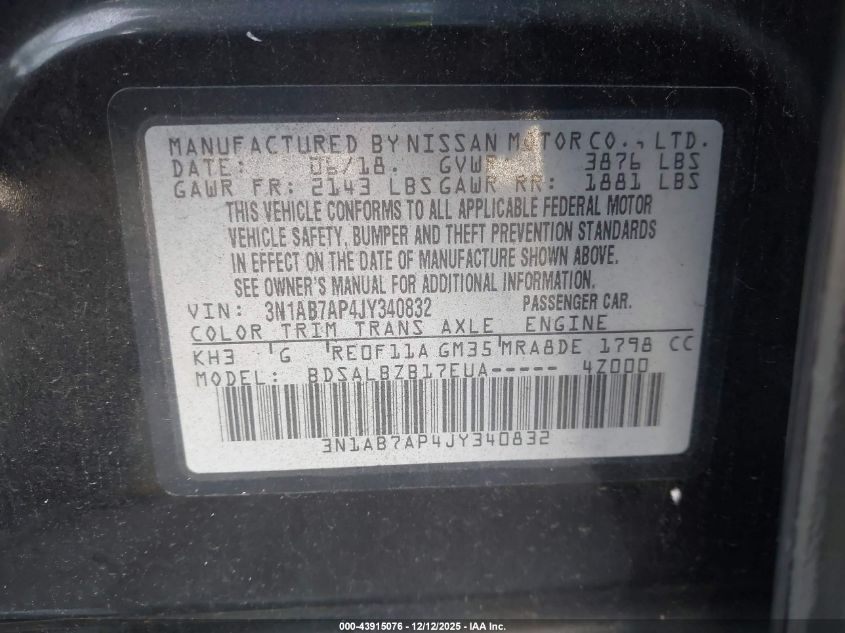 MANUFACTURED BY NISSAN MOTOR CO., LTD.
DATE: 06/18. GVWR 3876 LBS
GAWR FR: 2143 LBS GAWR RR: 1881 LBS
THIS VEHICLE CONFORMS TO ALL APPLICABLE FEDERAL MOTOR
VEHICLE SAFETY, BUMPER AND THEFT PREVENTION STANDARDS
IN EFFECT ON THE DATE OF MANUFACTURE SHOWN ABOVE.
SEE OWNER'S MANUAL FOR ADDITIONAL INFORMATION.
VIN: 3N1AB7AP4JY340832 PASSENGER CAR.
COLOR TRIM TRANS AXLE ENGINE
KH3 G RE0F11A GM35 MRA8DE 1798 CC
MODEL: BDSALBZB17EUA----- 4Z000
3N1AB7AP4JY340832
000-43915076 - 12/12/2025 - IAA Inc.